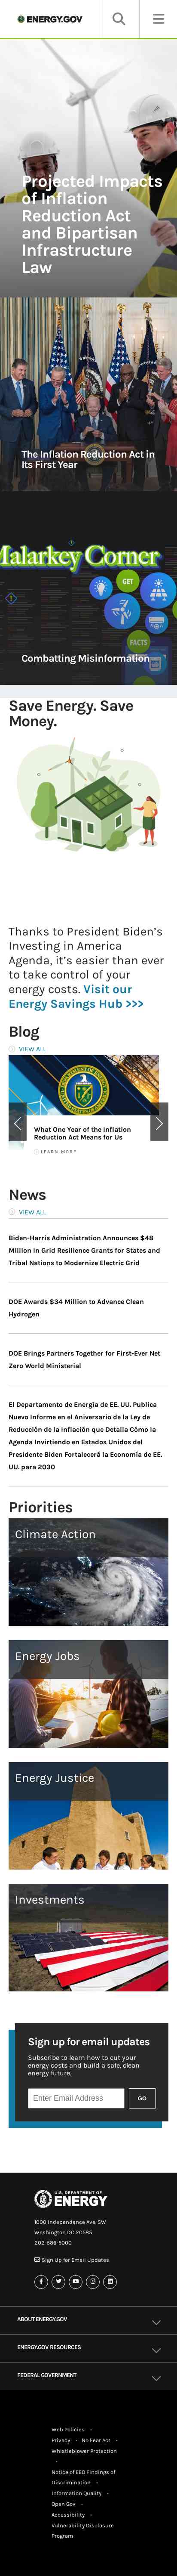 ENERGY.GOV
Projected Impacts
of Inflation
Reduction Act
and Bipartisan
Infrastructure
Law
The Inflation Reduction Act in
Its First Year
Malarkey Corner
GET
FACTS
Combatting Misinformation
Save Energy. Save
Money.
Thanks to President Biden’s
Investing in America
Agenda, it’s easier than ever
to take control of your
energy costs. Visit our
Energy Savings Hub >>>
Blog
VIEW ALL
What One Year of the Inflation
Reduction Act Means for Us
LEARN MORE
News
VIEW ALL
Biden-Harris Administration Announces $48
Million In Grid Resilience Grants for States and
Tribal Nations to Modernize Electric Grid
DOE Awards $34 Million to Advance Clean
Hydrogen
DOE Brings Partners Together for First-Ever Net
Zero World Ministerial
El Departamento de Energía de EE. UU. Publica
Nuevo Informe en el Aniversario de la Ley de
Reducción de la Inflación que Detalla Cómo la
Agenda Invirtiendo en Estados Unidos del
Presidente Biden Fortalecerá la Economía de EE.
UU. para 2030
Priorities
Climate Action
Energy Jobs
Energy Justice
Investments
Sign up for email updates
Subscribe to learn how to cut your
energy costs and build a safe, clean
energy future.
Enter Email Address
GO
U.S. DEPARTMENT OF
ENERGY
1000 Independence Ave. SW
Washington DC 20585
202-586-5000
Sign Up for Email Updates
ABOUT ENERGY.GOV
ENERGY.GOV RESOURCES
FEDERAL GOVERNMENT
Web Policies •
Privacy • No Fear Act •
Whistleblower Protection
•
Notice of EEO Findings of
Discrimination •
Information Quality •
Open Gov •
Accessibility •
Vulnerability Disclosure
Program